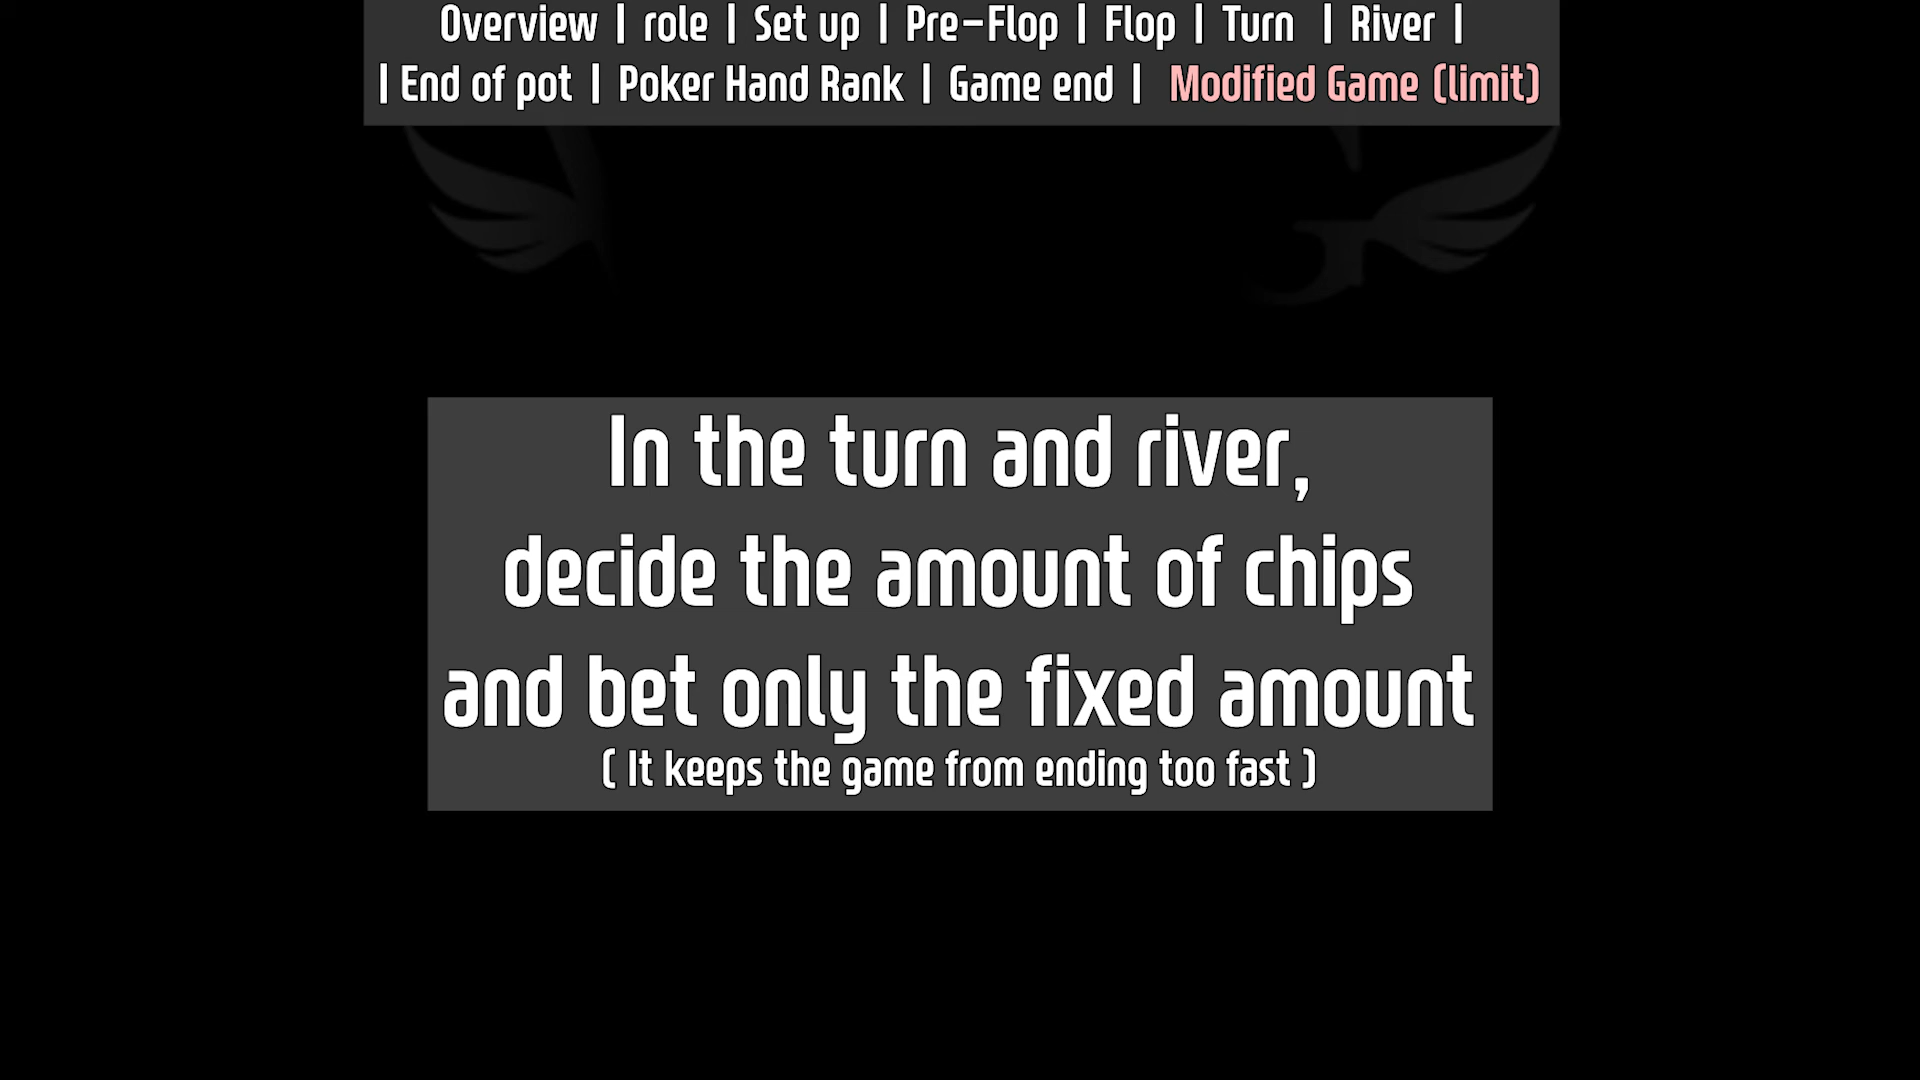 Overview | role | Set up | Pre-Flop | Flop | Turn | River |
| End of pot | Poker Hand Rank | Game end | Modified Game (limit)
In the turn and river,
decide the amount of chips
and bet only the fixed amount
( It keeps the game from ending too fast )